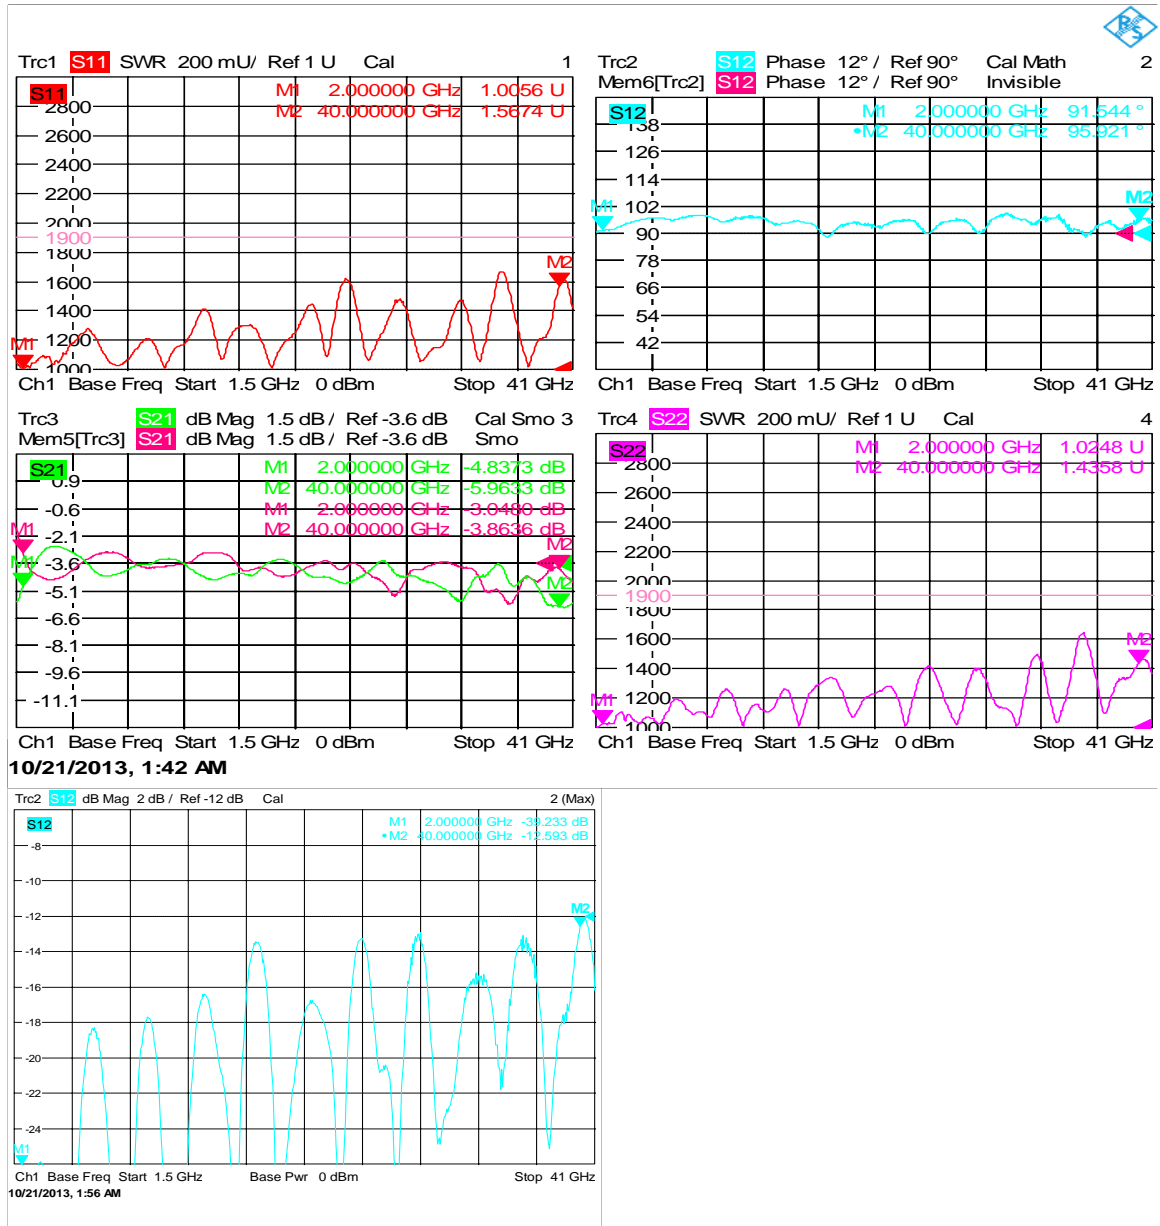 R&S
Trc1 S11 SWR 200 mU/ Ref 1 U Cal 1
S11
M1 2.000000 GHz 1.0056 U
M2 40.000000 GHz 1.5674 U
2800
2600
2400
2200
2000
1900
1800
1600
1400
1200
1000
M1
M2
Ch1 Base Freq Start 1.5 GHz 0 dBm Stop 41 GHz
Trc2 S12 Phase 12° / Ref 90° Cal Math 2
Mem6[Trc2] S12 Phase 12° / Ref 90° Invisible
S12
M1 2.000000 GHz 91.544 °
•M2 40.000000 GHz 95.921 °
138
126
114
102
90
78
66
54
42
M1
M2
Ch1 Base Freq Start 1.5 GHz 0 dBm Stop 41 GHz
Trc3 S21 dB Mag 1.5 dB / Ref -3.6 dB Cal Smo 3
Mem5[Trc3] S21 dB Mag 1.5 dB / Ref -3.6 dB Smo
S21
M1 2.000000 GHz -4.8373 dB
M2 40.000000 GHz -5.9633 dB
M1 2.000000 GHz -3.0480 dB
M2 40.000000 GHz -3.8636 dB
0.9
-0.6
-2.1
-3.6
-5.1
-6.6
-8.1
-9.6
-11.1
M1
M1
M2
M2
Ch1 Base Freq Start 1.5 GHz 0 dBm Stop 41 GHz
Trc4 S22 SWR 200 mU/ Ref 1 U Cal 4
S22
M1 2.000000 GHz 1.0248 U
M2 40.000000 GHz 1.4358 U
2800
2600
2400
2200
2000
1900
1800
1600
1400
1200
1000
M1
M2
Ch1 Base Freq Start 1.5 GHz 0 dBm Stop 41 GHz
10/21/2013, 1:42 AM
Trc2 S12 dB Mag 2 dB / Ref -12 dB Cal 2 (Max)
S12
M1 2.000000 GHz -39.233 dB
•M2 40.000000 GHz -12.593 dB
-8
-10
-12
-14
-16
-18
-20
-22
-24
M1
M2
Ch1 Base Freq Start 1.5 GHz Base Pwr 0 dBm Stop 41 GHz
10/21/2013, 1:56 AM